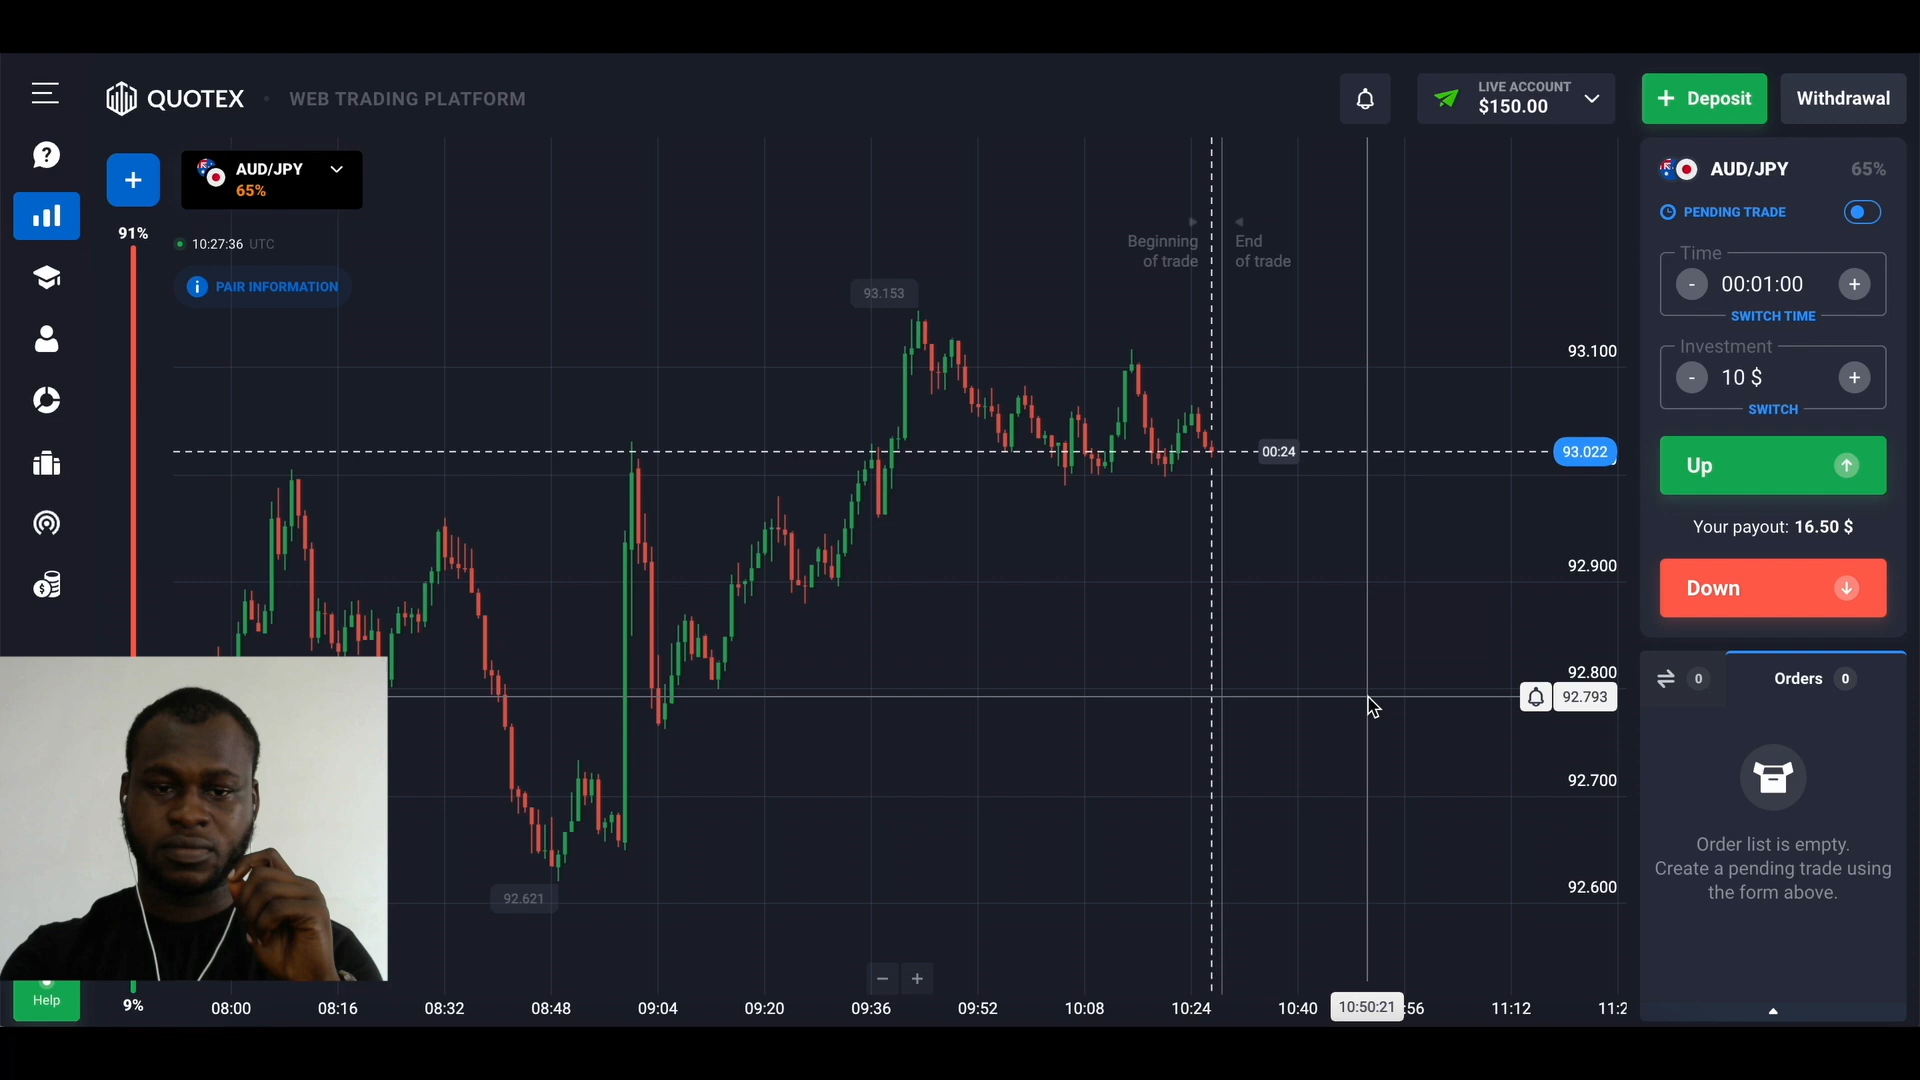 QUOTEX • WEB TRADING PLATFORM
LIVE ACCOUNT
$150.00
+ Deposit
Withdrawal
+
AUD/JPY
65%
91%
10:27:36 UTC
i PAIR INFORMATION
Beginning
of trade
End
of trade
93.153
93.100
00:24
93.022
92.900
92.800
92.793
92.700
92.621
92.600
− +
Help
9%
08:00 08:16 08:32 08:48 09:04 09:20 09:36 09:52 10:08 10:24 10:40 10:50:21 :56 11:12 11:2
AUD/JPY 65%
PENDING TRADE
Time
- 00:01:00 +
SWITCH TIME
Investment
- 10 $ +
SWITCH
Up
Your payout: 16.50 $
Down
0
Orders 0
Order list is empty.
Create a pending trade using
the form above.